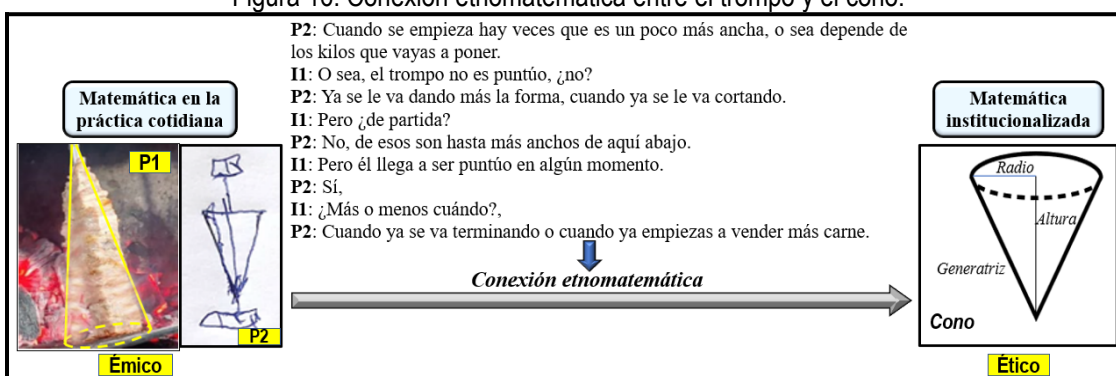 Figura 10. Conexión etnomatemática entre el trompo y el cono.
P2: Cuando se empieza hay veces que es un poco más ancha, o sea depende de
los kilos que vayas a poner.
I1: O sea, el trompo no es puntúo, ¿no?
P2: Ya se le va dando más la forma, cuando ya se le va cortando.
I1: Pero ¿de partida?
P2: No, de esos son hasta más anchos de aquí abajo.
I1: Pero él llega a ser puntúo en algún momento.
P2: Sí,
I1: ¿Más o menos cuándo?,
P2: Cuando ya se va terminando o cuando ya empiezas a vender más carne.
Conexión etnomatemática
Matemática en la
práctica cotidiana
P1
P2
Émico
Matemática
institucionalizada
Radio
Altura
Generatriz
Cono
Ético